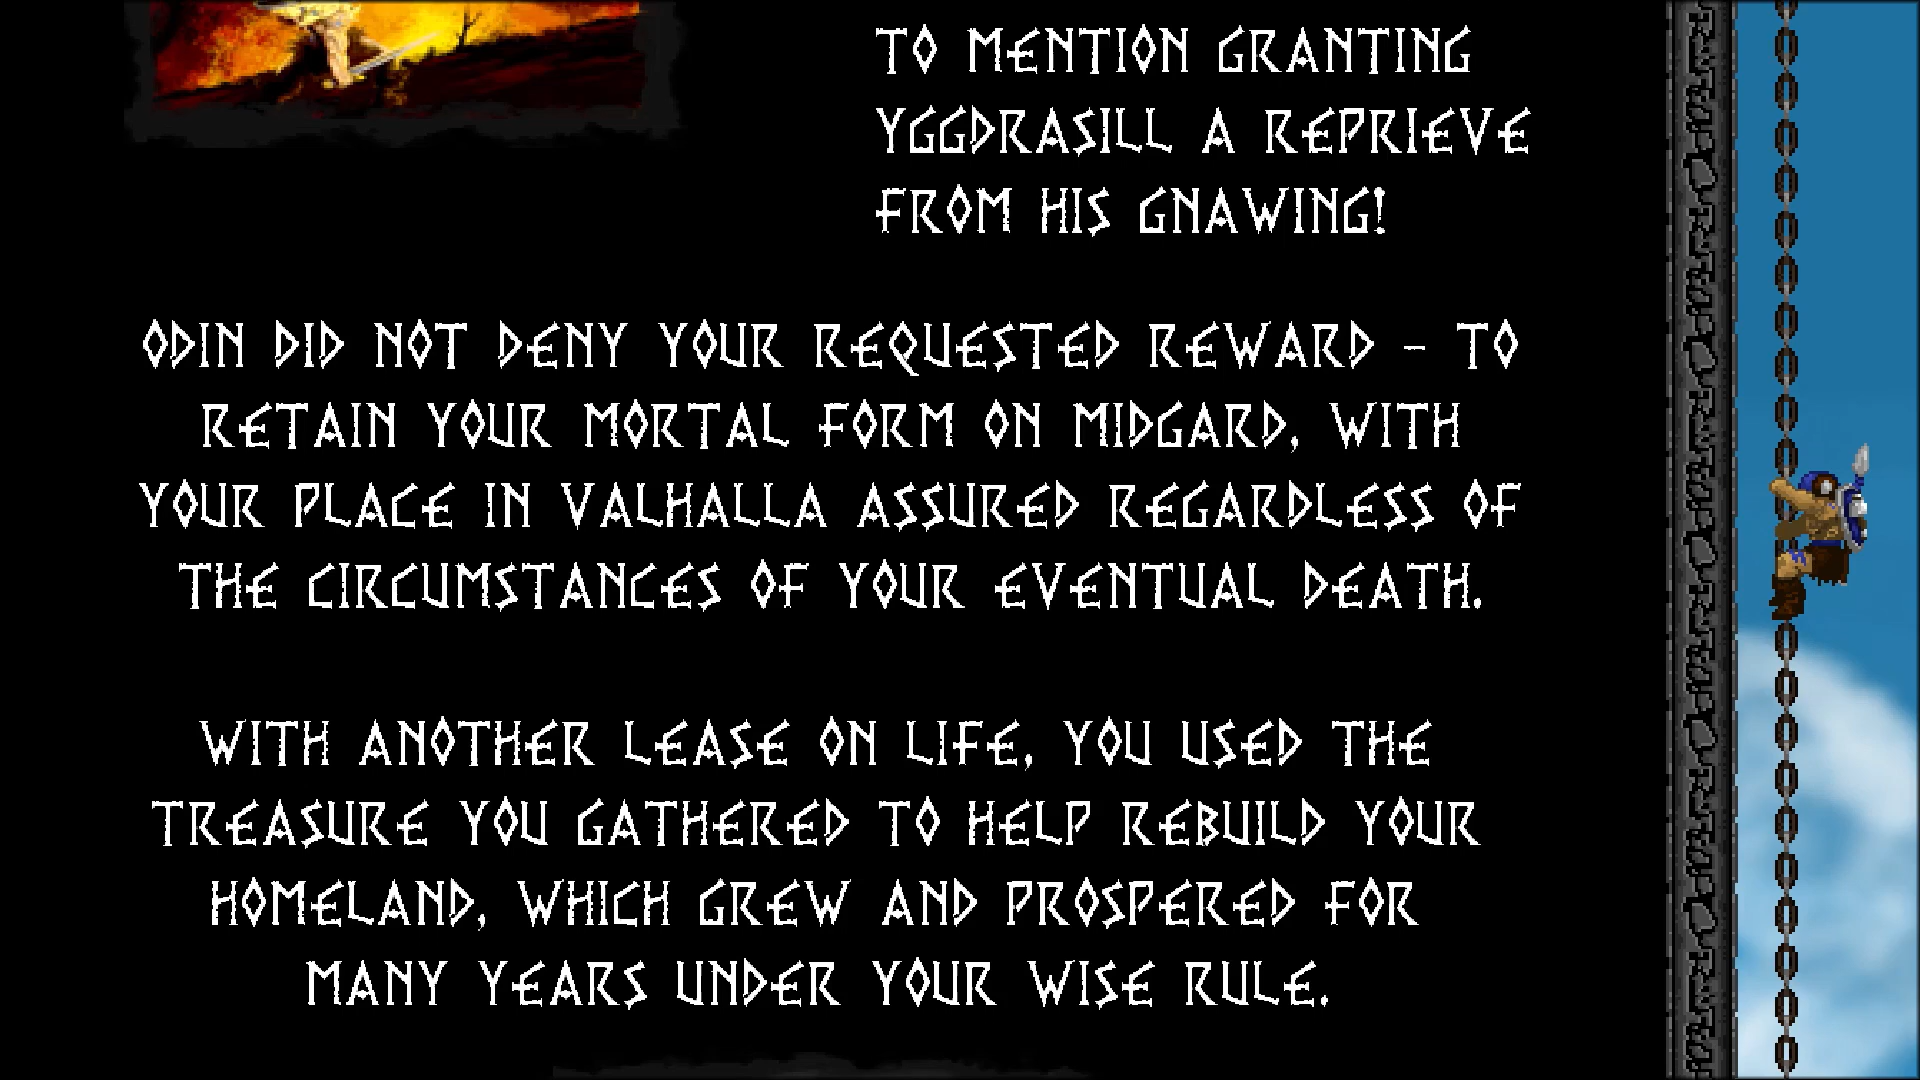 TO MENTION GRANTING
YGGDRASILL A REPRIEVE
FROM HIS GNAWING!
ODIN DID NOT DENY YOUR REQUESTED REWARD - TO
RETAIN YOUR MORTAL FORM ON MIDGARD, WITH
YOUR PLACE IN VALHALLA ASSURED REGARDLESS OF
THE CIRCUMSTANCES OF YOUR EVENTUAL DEATH.
WITH ANOTHER LEASE ON LIFE, YOU USED THE
TREASURE YOU GATHERED TO HELP REBUILD YOUR
HOMELAND, WHICH GREW AND PROSPERED FOR
MANY YEARS UNDER YOUR WISE RULE.